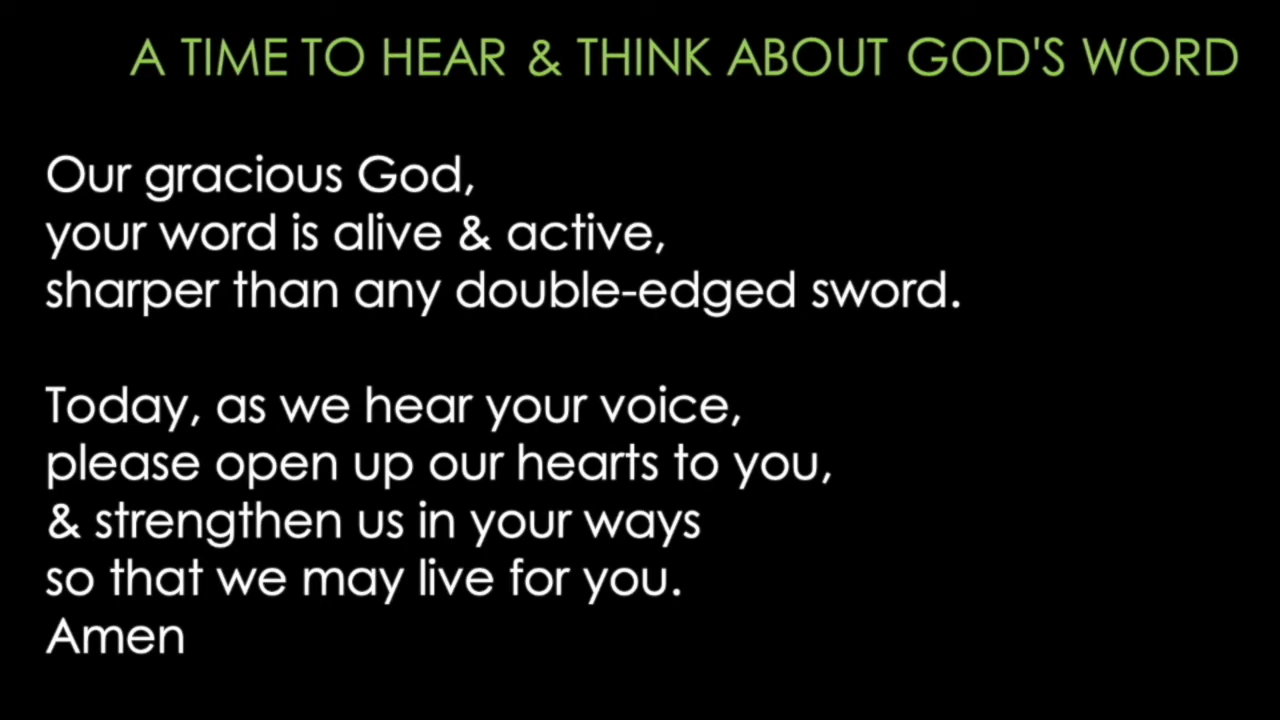 A TIME TO HEAR & THINK ABOUT GOD'S WORD
Our gracious God,
your word is alive & active,
sharper than any double-edged sword.
Today, as we hear your voice,
please open up our hearts to you,
& strengthen us in your ways
so that we may live for you.
Amen